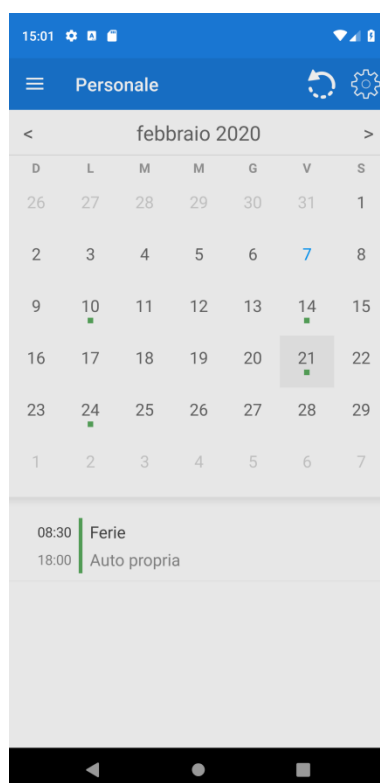 15:01
Personale
< febbraio 2020 >
D L M M G V S
26 27 28 29 30 31 1
2 3 4 5 6 7 8
9 10 11 12 13 14 15
16 17 18 19 20 21 22
23 24 25 26 27 28 29
1 2 3 4 5 6 7
08:30 Ferie
18:00 Auto propria